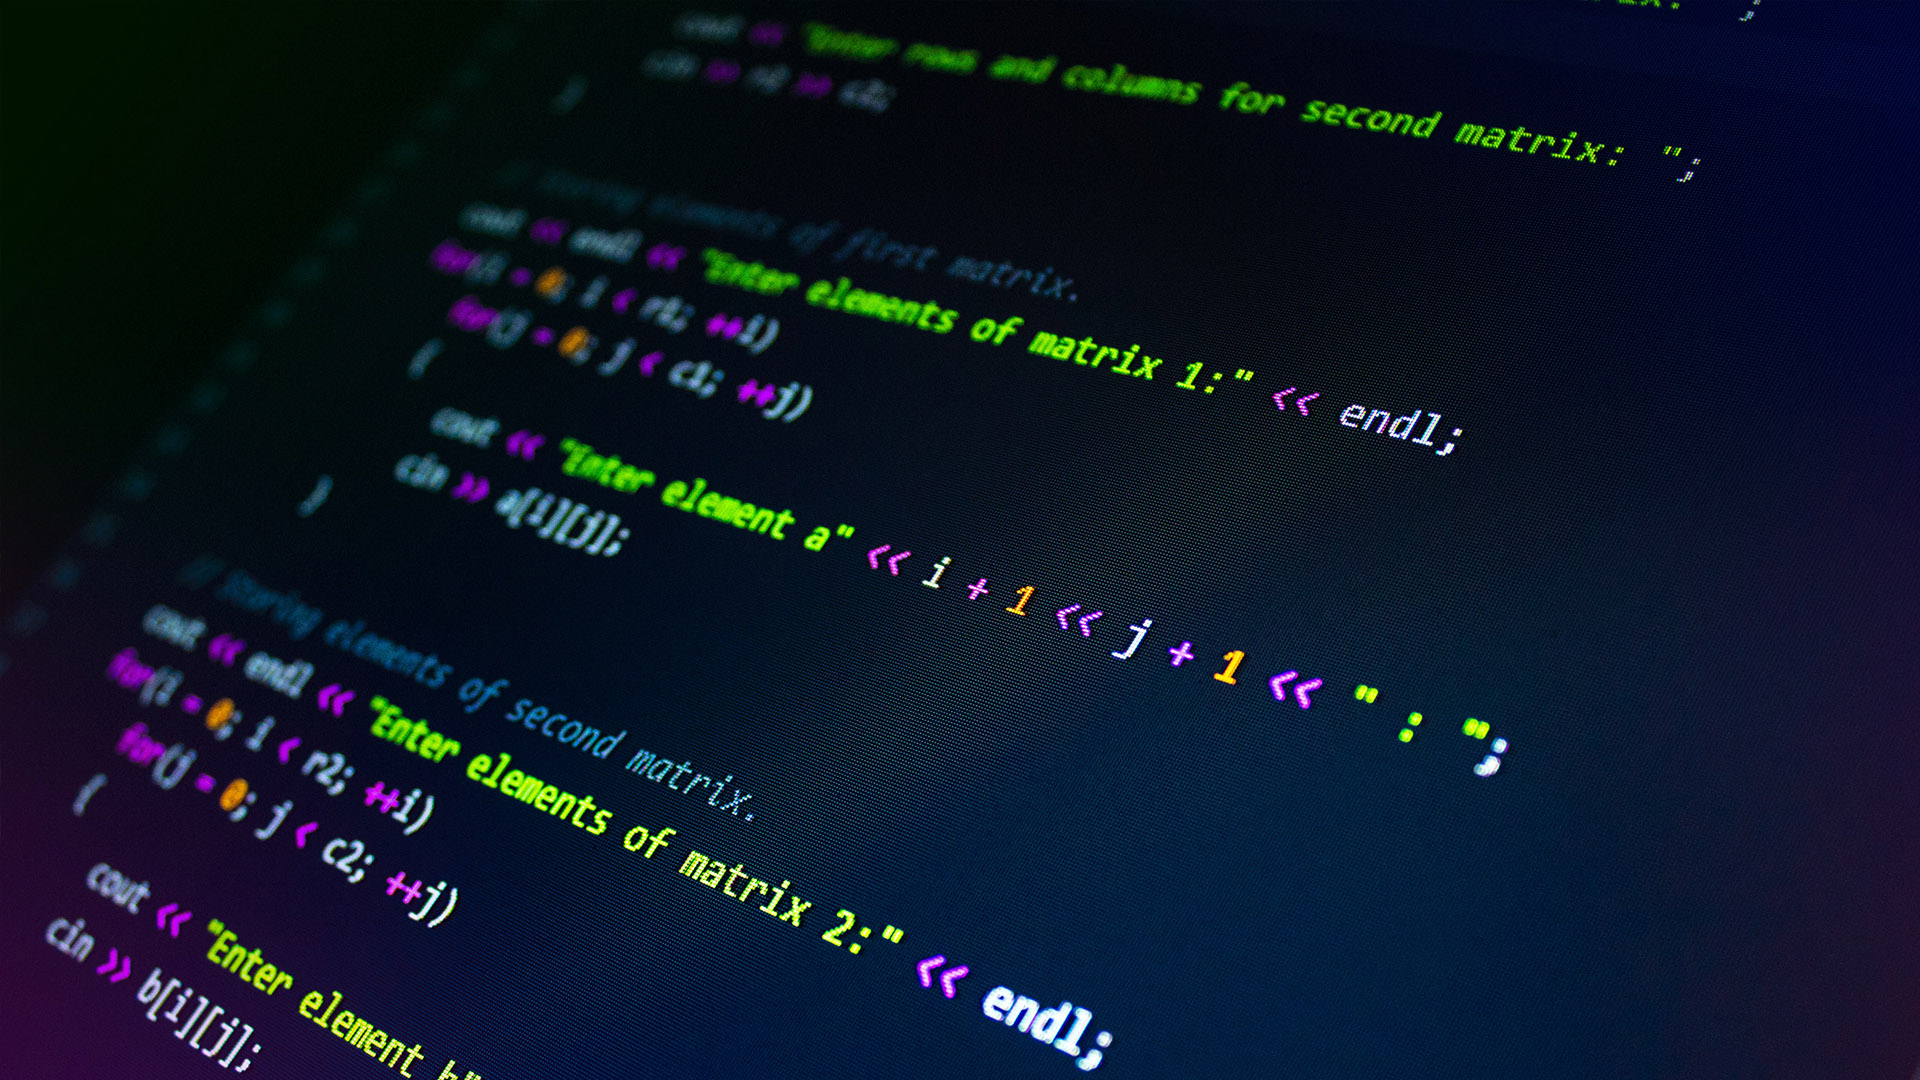 rix: ";
cout << "Enter rows and columns for second matrix: ";
cin >> r2 >> c2;
}
// Storing elements of first matrix.
cout << endl << "Enter elements of matrix 1:" << endl;
for(i = 0; i < r1; ++i)
for(j = 0; j < c1; ++j)
{
cout << "Enter element a" << i + 1 << j + 1 << " : ";
cin >> a[i][j];
}
// Storing elements of second matrix.
cout << endl << "Enter elements of matrix 2:" << endl;
for(i = 0; i < r2; ++i)
for(j = 0; j < c2; ++j)
{
cout << "Enter element b"
cin >> b[i][j];